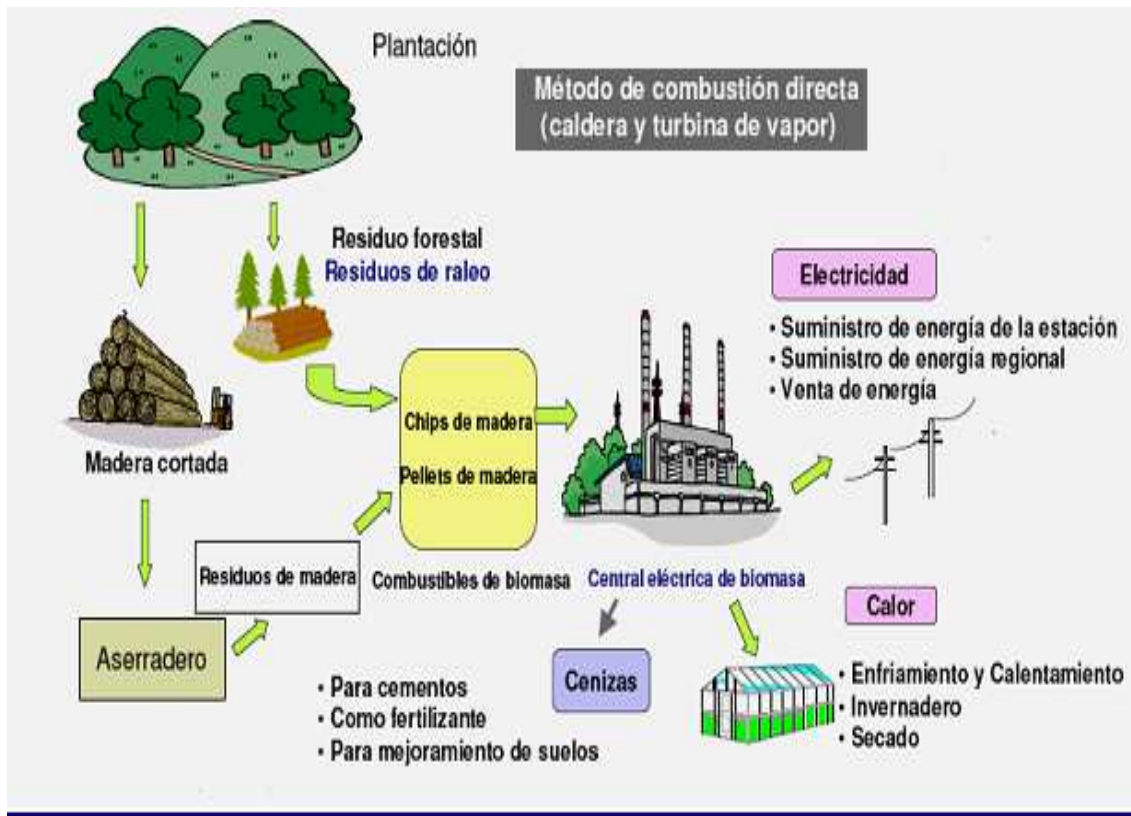 Plantación
Método de combustión directa
(caldera y turbina de vapor)
Residuo forestal
Residuos de raleo
Electricidad
• Suministro de energía de la estación
• Suministro de energía regional
• Venta de energía
Chips de madera
Pellets de madera
Madera cortada
Residuos de madera
Combustibles de biomasa
Central eléctrica de biomasa
Calor
Aserradero
Cenizas
• Para cementos
• Como fertilizante
• Para mejoramiento de suelos
• Enfriamiento y Calentamiento
• Invernadero
• Secado